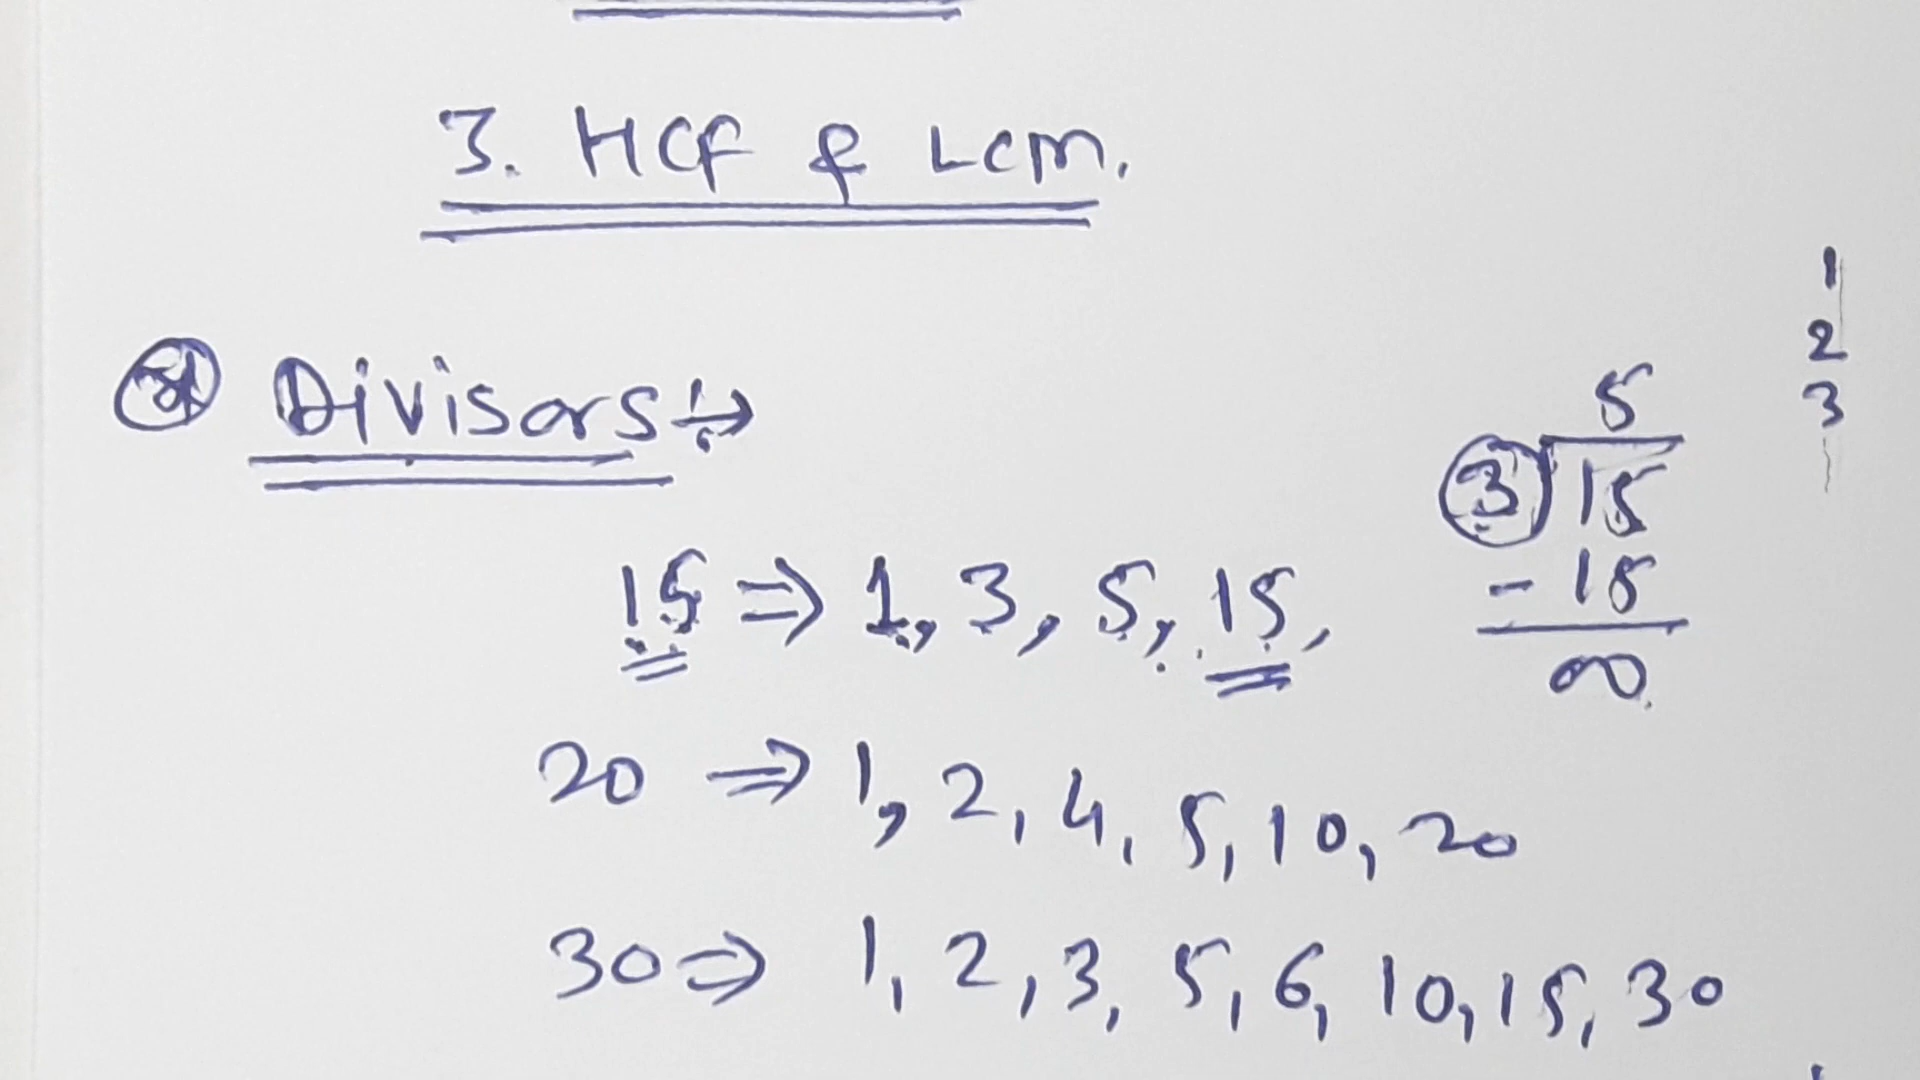 3. HCF & LCM.
1
2
3
Divisors :→
5
3 15
- 15
00
15 ⇒ 1, 3, 5, 15,
20 ⇒ 1, 2, 4, 5, 10, 20
30 ⇒ 1, 2, 3, 5, 6, 10, 15, 30